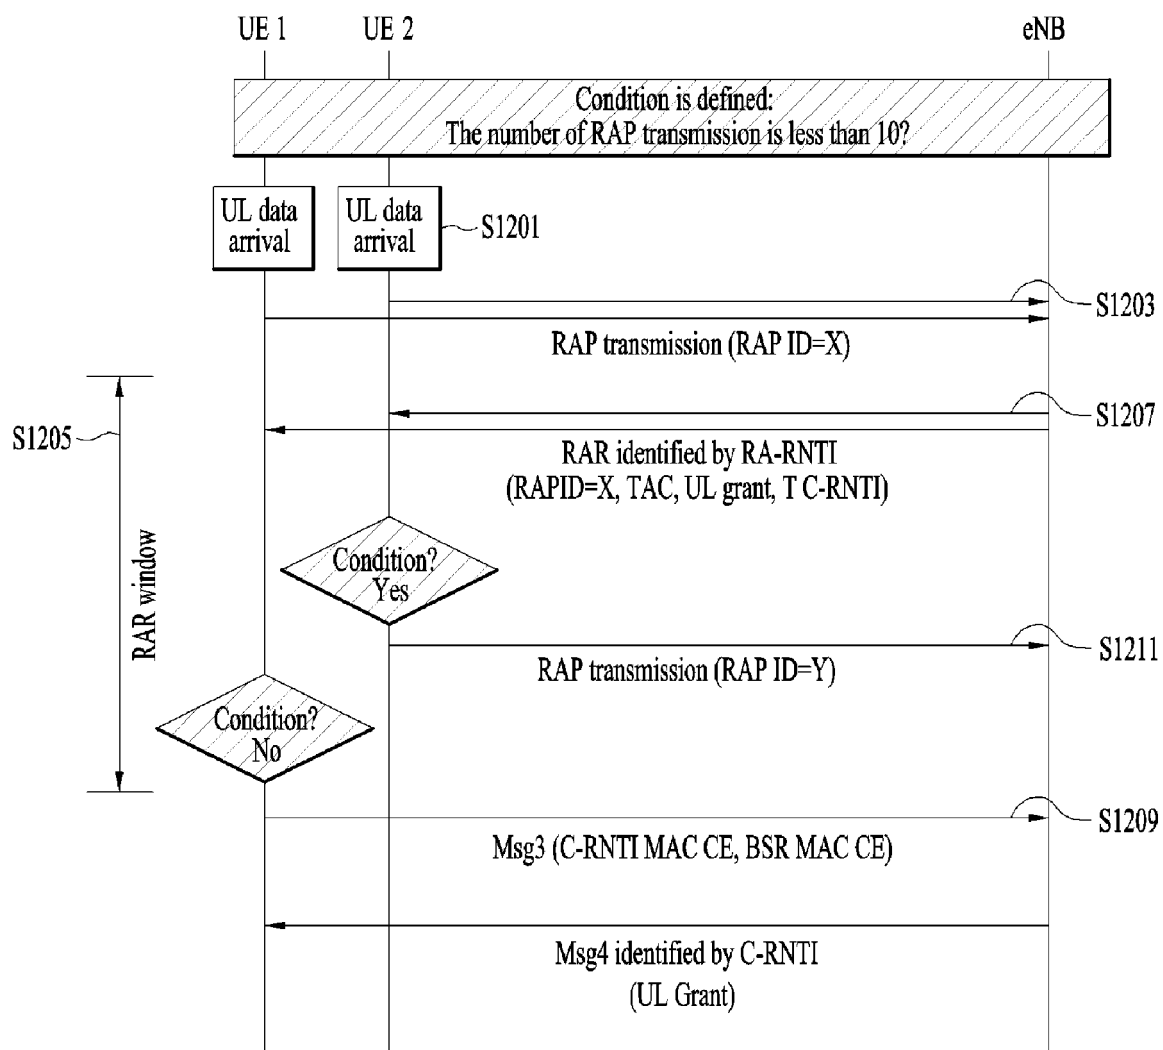 UE 1
UE 2
eNB
Condition is defined:
The number of RAP transmission is less than 10?
UL data
arrival
UL data
arrival
S1201
S1203
RAP transmission (RAP ID=X)
S1205
S1207
RAR identified by RA-RNTI
(RAPID=X, TAC, UL grant, T C-RNTI)
RAR window
Condition?
Yes
S1211
RAP transmission (RAP ID=Y)
Condition?
No
S1209
Msg3 (C-RNTI MAC CE, BSR MAC CE)
Msg4 identified by C-RNTI
(UL Grant)